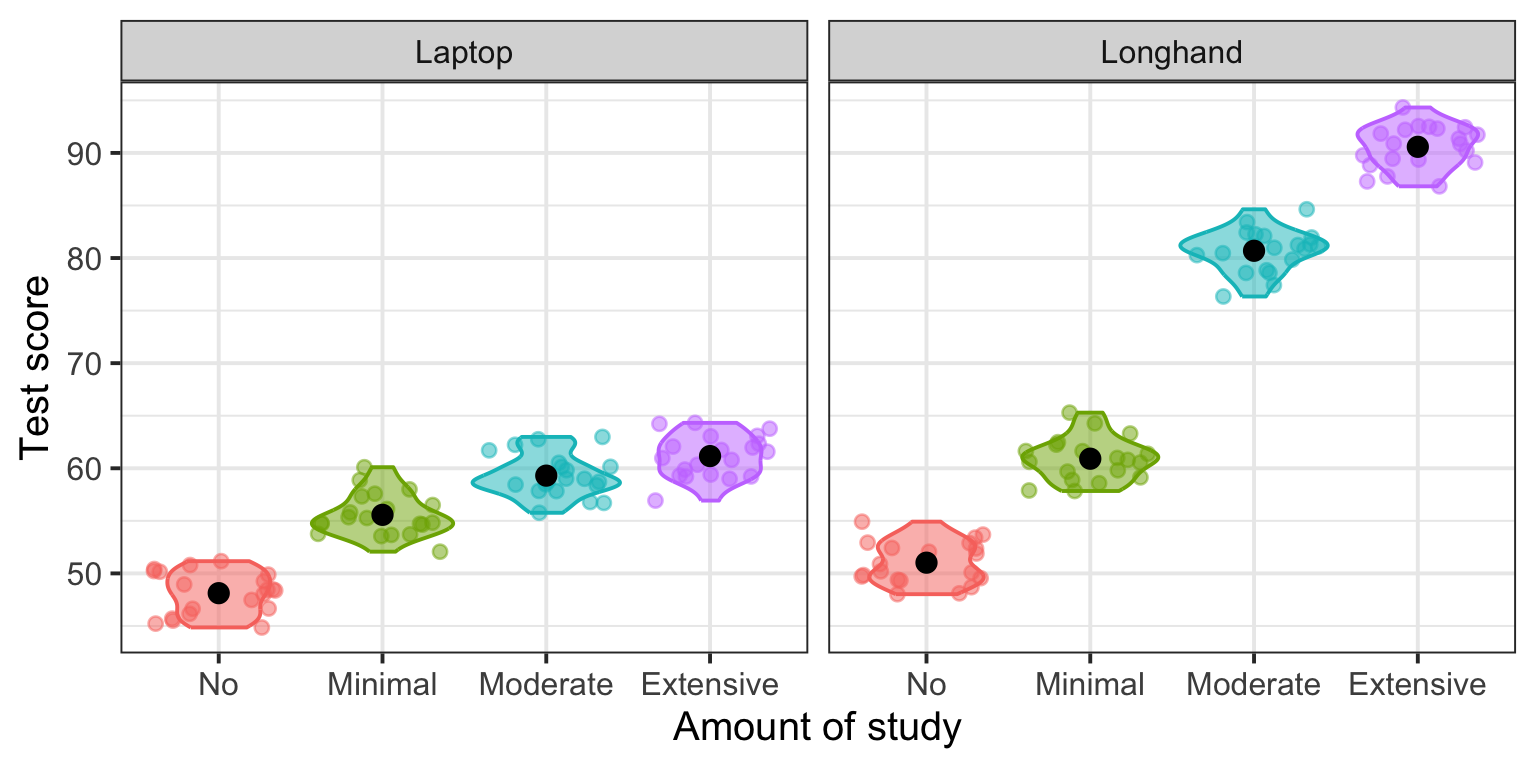 Laptop
Longhand
Test score
90
80
70
60
50
No Minimal Moderate Extensive
No Minimal Moderate Extensive
Amount of study